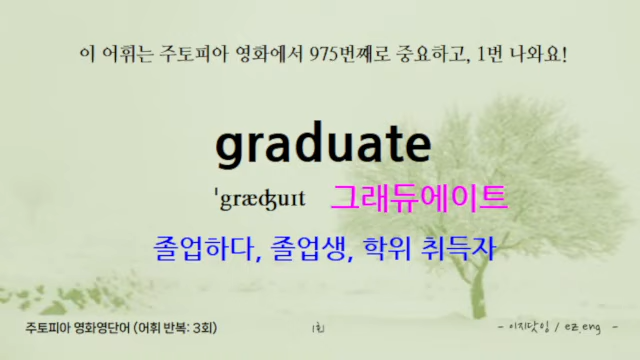 이 어휘는 주토피아 영화에서 975번째로 중요하고, 1번 나와요!
graduate
ˈgræʤuɪt 그래듀에이트
졸업하다, 졸업생, 학위 취득자
주토피아 영화영단어 (어휘 반복: 3회) 1회 - 이지닷잉 / ez.eng -